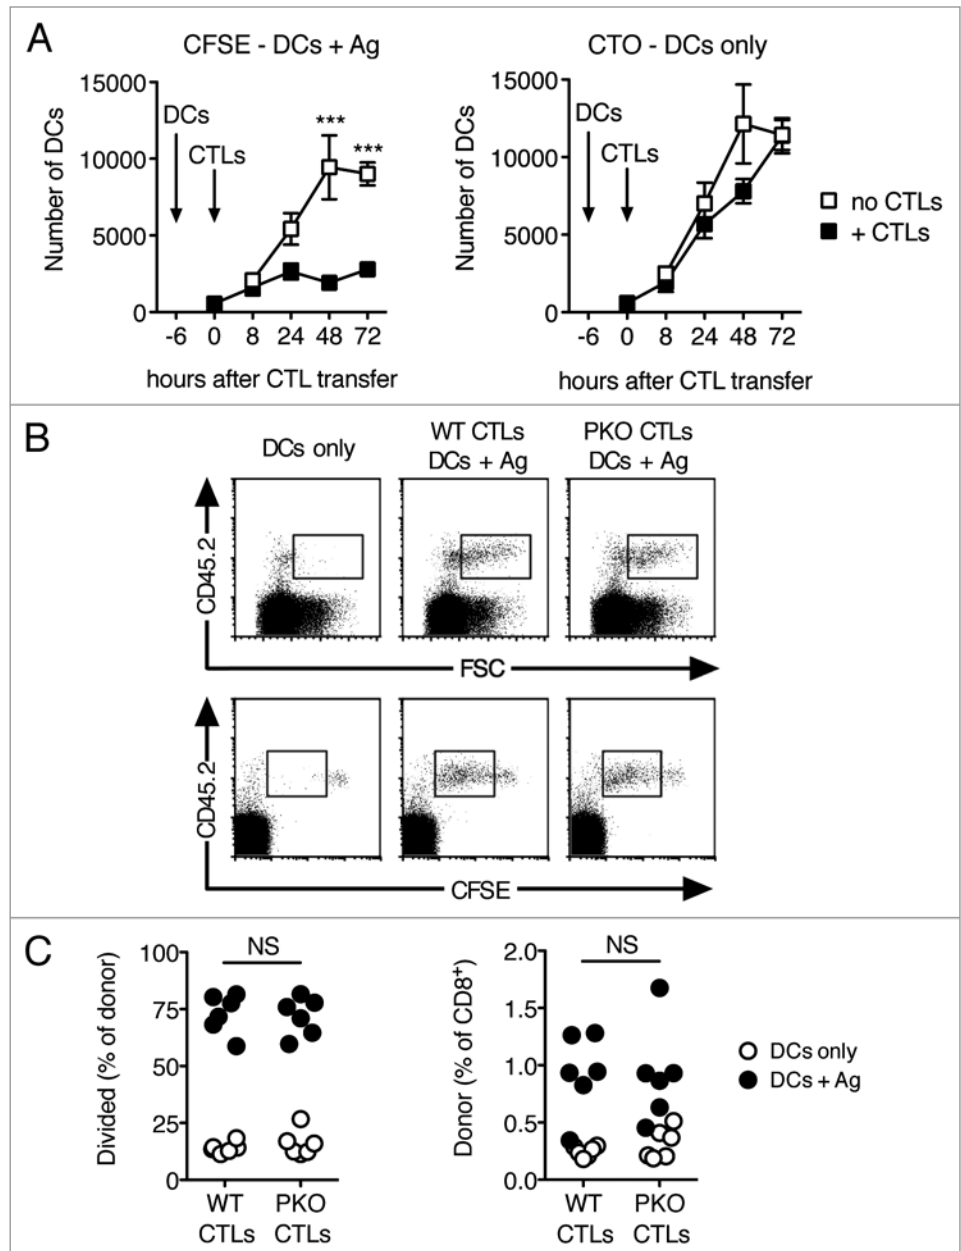 A
CFSE - DCs + Ag
CTO - DCs only
Number of DCs
15000
10000
5000
0
DCs
CTLs
***
***
-6 0 8 24 48 72
hours after CTL transfer
Number of DCs
15000
10000
5000
0
DCs
CTLs
-6 0 8 24 48 72
hours after CTL transfer
no CTLs
+ CTLs
B
DCs only
WT CTLs
DCs + Ag
PKO CTLs
DCs + Ag
CD45.2
FSC
CD45.2
CFSE
C
Divided (% of donor)
100
75
50
25
0
NS
WT
CTLs
PKO
CTLs
Donor (% of CD8+)
2.0
1.5
1.0
0.5
0.0
NS
WT
CTLs
PKO
CTLs
DCs only
DCs + Ag